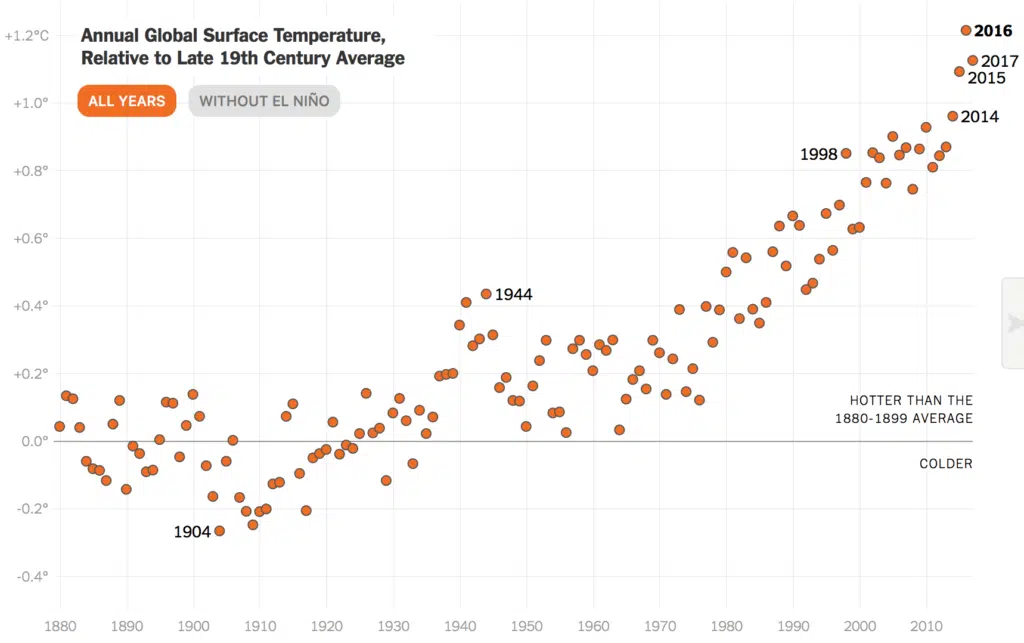 Annual Global Surface Temperature,
Relative to Late 19th Century Average
ALL YEARS
WITHOUT EL NIÑO
+1.2°C
+1.0°
+0.8°
+0.6°
+0.4°
+0.2°
0.0°
-0.2°
-0.4°
2016
2017
2015
2014
1998
1944
1904
HOTTER THAN THE
1880-1899 AVERAGE
COLDER
1880 1890 1900 1910 1920 1930 1940 1950 1960 1970 1980 1990 2000 2010